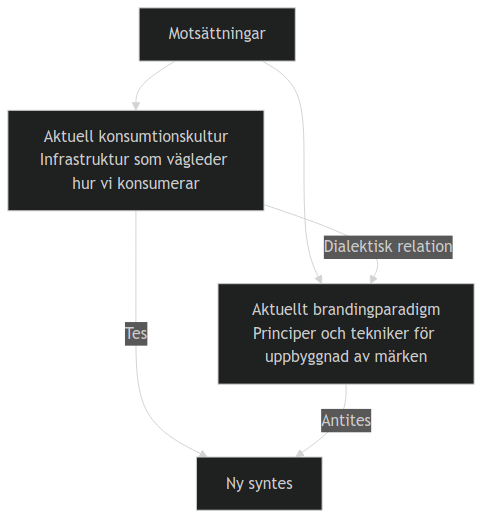 Motsättningar
Aktuell konsumtionskultur
Infrastruktur som vägleder
hur vi konsumerar
Dialektisk relation
Aktuellt brandingparadigm
Principer och tekniker för
uppbyggnad av märken
Tes
Antites
Ny syntes